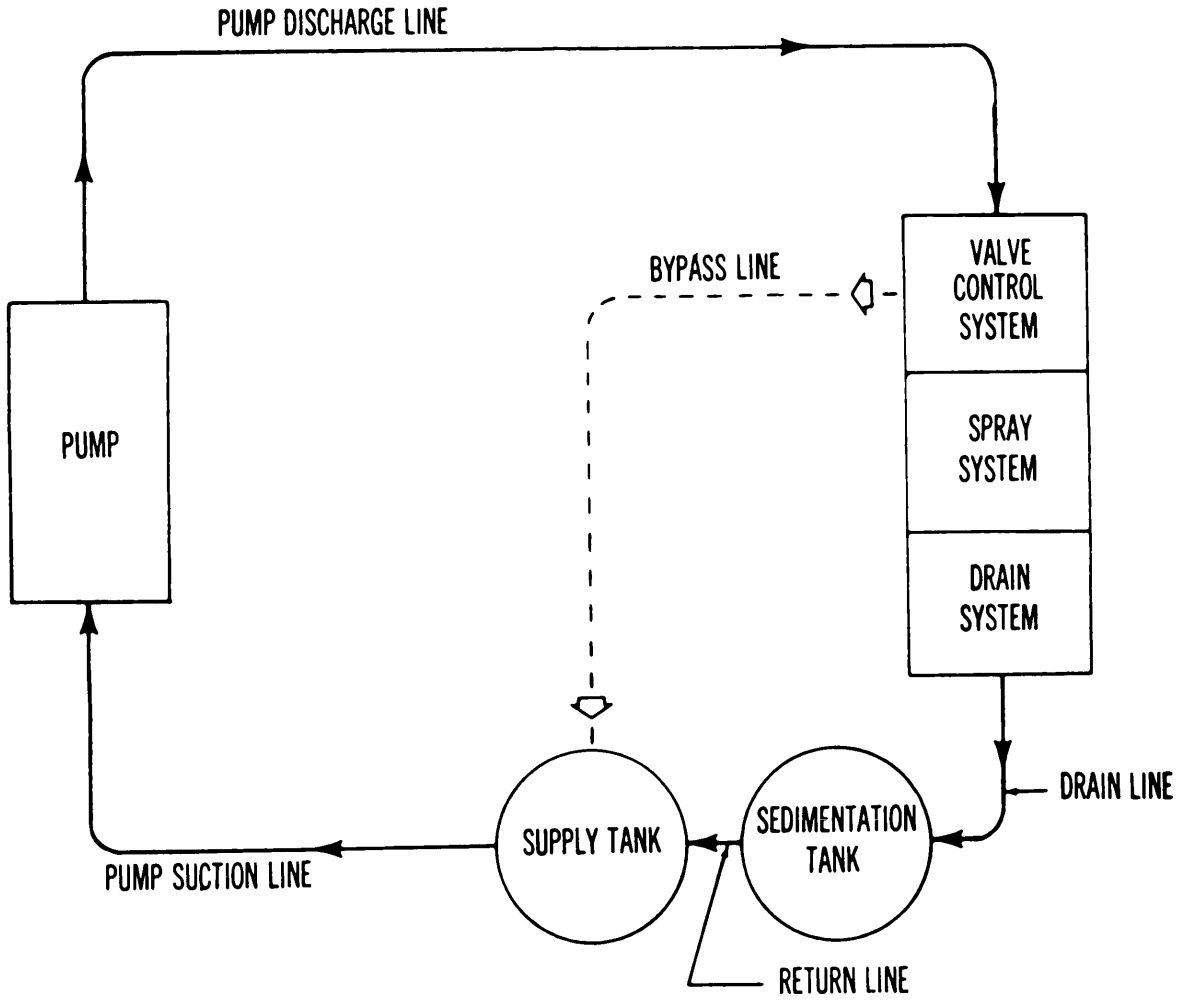 PUMP DISCHARGE LINE
VALVE
CONTROL
SYSTEM
BYPASS LINE
PUMP
SPRAY
SYSTEM
DRAIN
SYSTEM
DRAIN LINE
SUPPLY TANK
SEDIMENTATION
TANK
PUMP SUCTION LINE
RETURN LINE